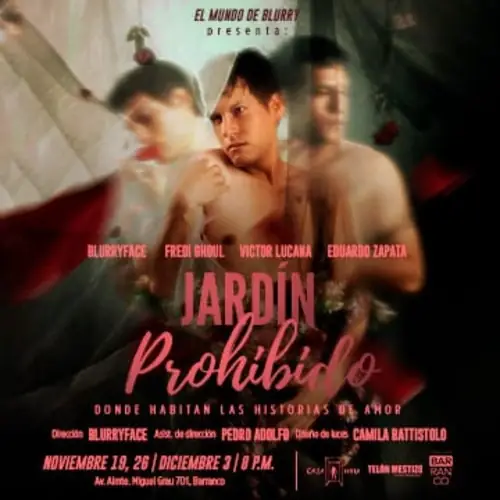 EL MUNDO DE BLURRY
presenta:
BLURRYFACE FREDI GHOUL VICTOR LUCANA EDUARDO ZAPATA
JARDÍN
Prohibido
DONDE HABITAN LAS HISTORIAS DE AMOR
Dirección BLURRYFACE Asist. de dirección PEDRO ADOLFO Diseño de luces CAMILA BATTISTOLO
NOVIEMBRE 19, 26 | DICIEMBRE 3 | 8 P.M.
Av. Almte. Miguel Grau 701, Barranco
CASA
TELÓN MESTIZO
BAR
RAN
CO